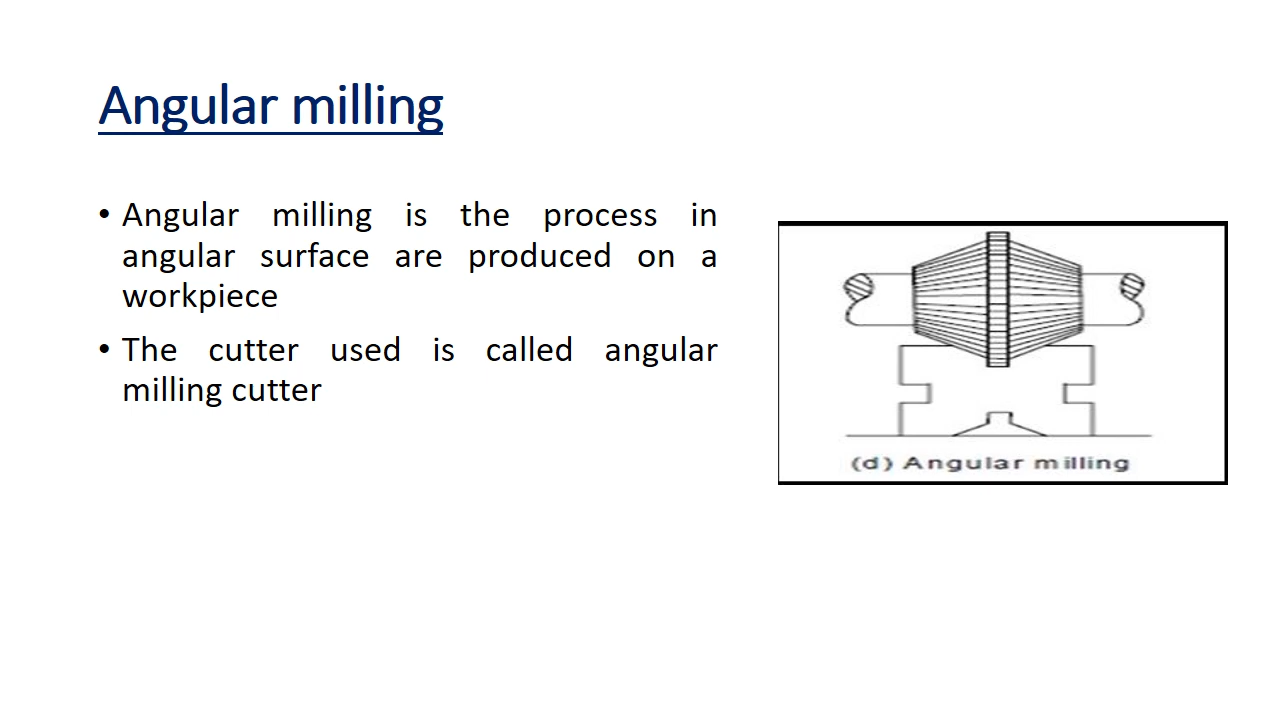 Angular milling
• Angular milling is the process in
angular surface are produced on a
workpiece
• The cutter used is called angular
milling cutter
(d) Angular milling